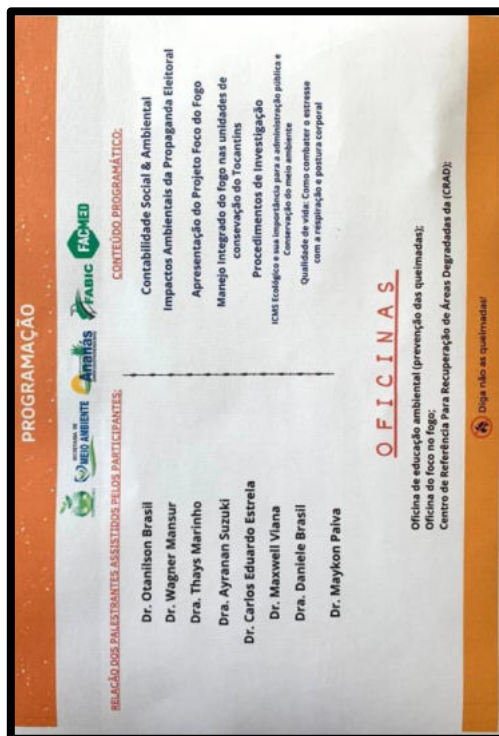 PROGRAMAÇÃO
SECRETARIA DE
MEIO AMBIENTE
Ananás
FABIC
FACMED
RELAÇÃO DOS PALESTRANTES ASSISTIDOS PELOS PARTICIPANTES:
Dr. Otanilson Brasil
Dr. Wagner Mansur
Dra. Thays Marinho
Dra. Ayranan Suzuki
Dr. Carlos Eduardo Estrela
Dr. Maxwell Viana
Dra. Daniele Brasil
Dr. Maykon Paiva
CONTEÚDO PROGRAMÁTICO:
Contabilidade Social & Ambiental
Impactos Ambientais da Propaganda Eleitoral
Apresentação do Projeto Foco do Fogo
Manejo Integrado do fogo nas unidades de
consevação do Tocantins
Procedimentos de Investigação
ICMS Ecológico e sua importância para a administração pública e
Conservação do meio ambiente
Qualidade de vida: Como combater o estresse
com a respiração e postura corporal
OFICINAS
Oficina de educação ambiental (prevenção das queimadas);
Oficina do foco no fogo;
Centro de Referência Para Recuperação de Áreas Degradadas da (CRAD);
Diga não as queimadas!